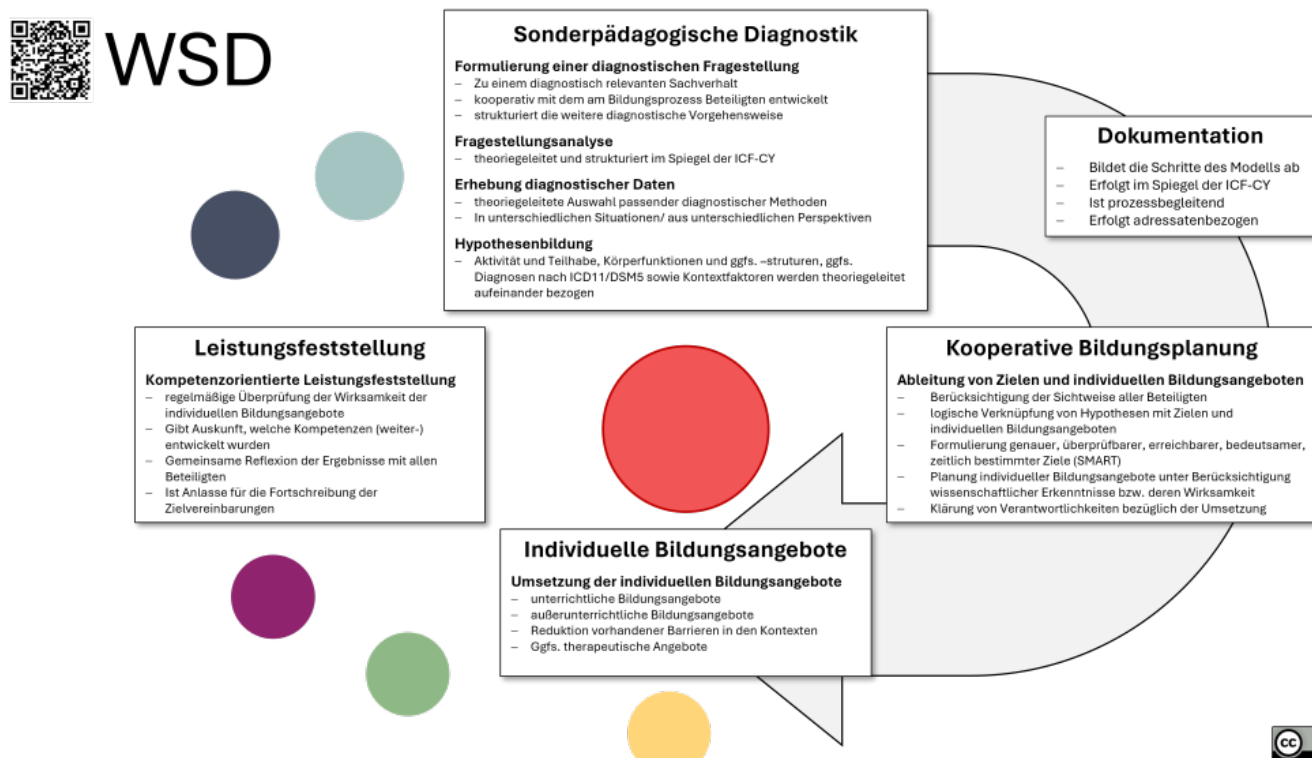 WSD
Sonderpädagogische Diagnostik
Formulierung einer diagnostischen Fragestellung
– Zu einem diagnostisch relevanten Sachverhalt
– kooperativ mit dem am Bildungsprozess Beteiligten entwickelt
– strukturiert die weitere diagnostische Vorgehensweise
Fragestellungsanalyse
– theoriegeleitet und strukturiert im Spiegel der ICF-CY
Erhebung diagnostischer Daten
– theoriegeleitete Auswahl passender diagnostischer Methoden
– In unterschiedlichen Situationen/ aus unterschiedlichen Perspektiven
Hypothesenbildung
– Aktivität und Teilhabe, Körperfunktionen und ggfs. –struturen, ggfs.
Diagnosen nach ICD11/DSM5 sowie Kontextfaktoren werden theoriegeleitet
aufeinander bezogen
Dokumentation
– Bildet die Schritte des Modells ab
– Erfolgt im Spiegel der ICF-CY
– Ist prozessbegleitend
– Erfolgt adressatenbezogen
Leistungsfeststellung
Kompetenzorientierte Leistungsfeststellung
– regelmäßige Überprüfung der Wirksamkeit der
individuellen Bildungsangebote
– Gibt Auskunft, welche Kompetenzen (weiter-)
entwickelt wurden
– Gemeinsame Reflexion der Ergebnisse mit allen
Beteiligten
– Ist Anlasse für die Fortschreibung der
Zielvereinbarungen
Kooperative Bildungsplanung
Ableitung von Zielen und individuellen Bildungsangeboten
– Berücksichtigung der Sichtweise aller Beteiligten
– logische Verknüpfung von Hypothesen mit Zielen und
individuellen Bildungsangeboten
– Formulierung genauer, überprüfbarer, erreichbarer, bedeutsamer,
zeitlich bestimmter Ziele (SMART)
– Planung individueller Bildungsangebote unter Berücksichtigung
wissenschaftlicher Erkenntnisse bzw. deren Wirksamkeit
– Klärung von Verantwortlichkeiten bezüglich der Umsetzung
Individuelle Bildungsangebote
Umsetzung der individuellen Bildungsangebote
– unterrichtliche Bildungsangebote
– außerunterrichtliche Bildungsangebote
– Reduktion vorhandener Barrieren in den Kontexten
– Ggfs. therapeutische Angebote
cc